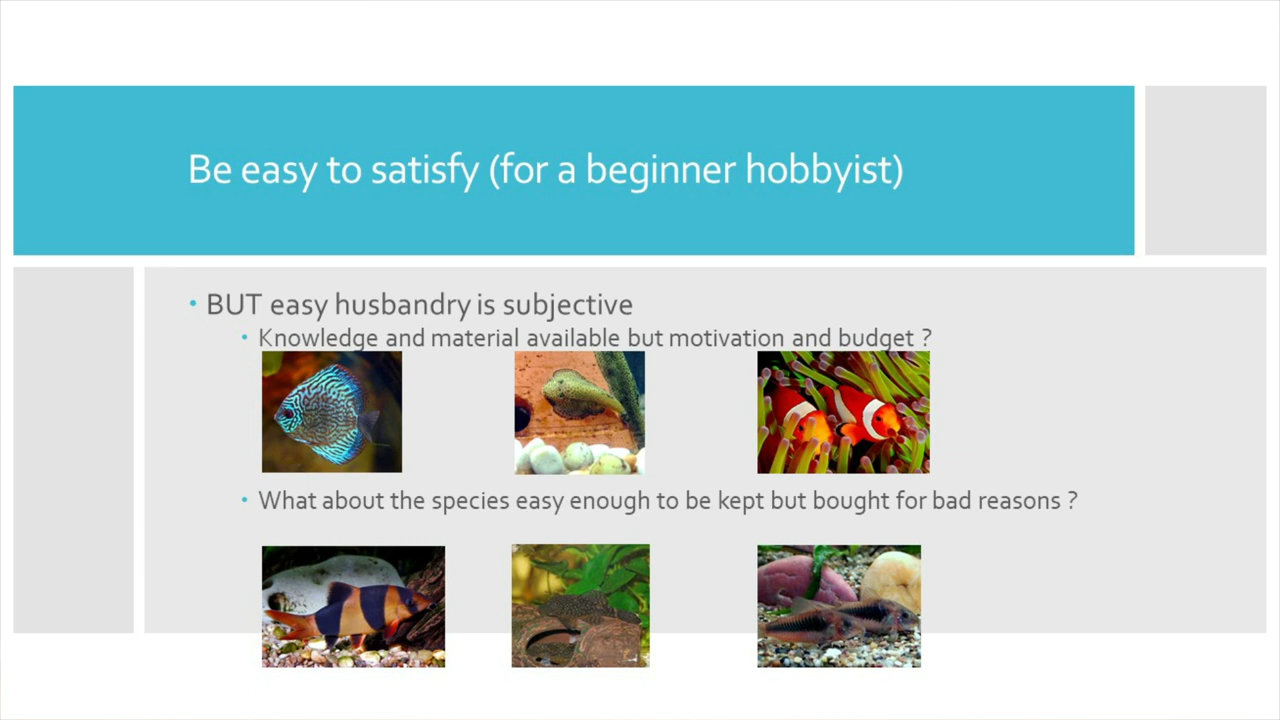 Be easy to satisfy (for a beginner hobbyist)
• BUT easy husbandry is subjective
• Knowledge and material available but motivation and budget ?
• What about the species easy enough to be kept but bought for bad reasons ?